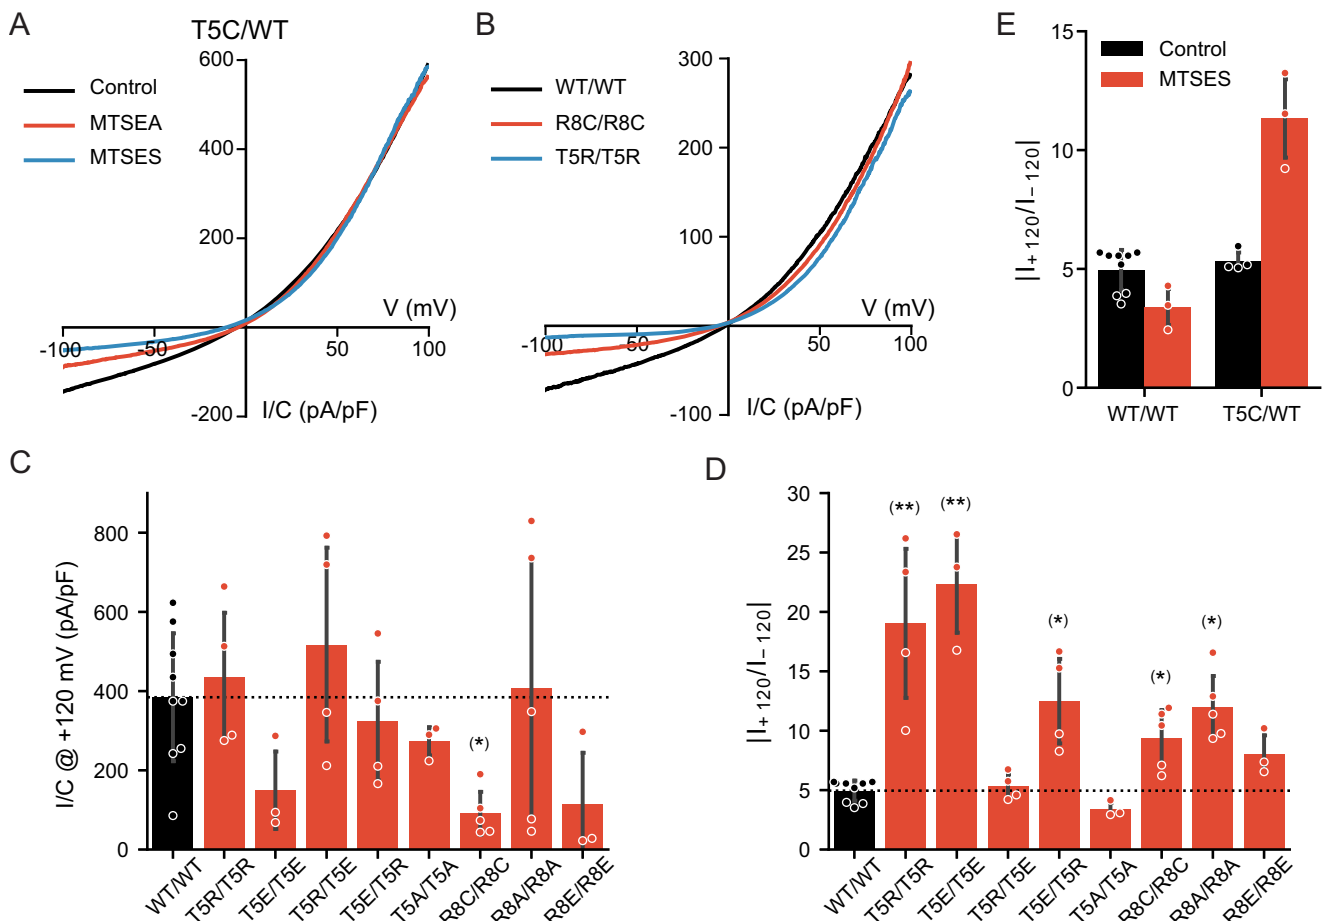 A
T5C/WT
Control
MTSEA
MTSES
600
400
200
-200
-100
-50
50
100
V (mV)
I/C (pA/pF)
B
WT/WT
R8C/R8C
T5R/T5R
300
200
100
-100
-100
-50
50
100
V (mV)
I/C (pA/pF)
E
Control
MTSES
|I+ 120/I− 120|
15
10
5
0
WT/WT
T5C/WT
C
I/C @ +120 mV (pA/pF)
800
600
400
200
0
(*)
WT/WT
T5R/T5R
T5E/T5E
T5R/T5E
T5E/T5R
T5A/T5A
R8C/R8C
R8A/R8A
R8E/R8E
D
|I+ 120/I− 120|
30
25
20
15
10
5
0
(**)
(**)
(*)
(*)
(*)
WT/WT
T5R/T5R
T5E/T5E
T5R/T5E
T5E/T5R
T5A/T5A
R8C/R8C
R8A/R8A
R8E/R8E